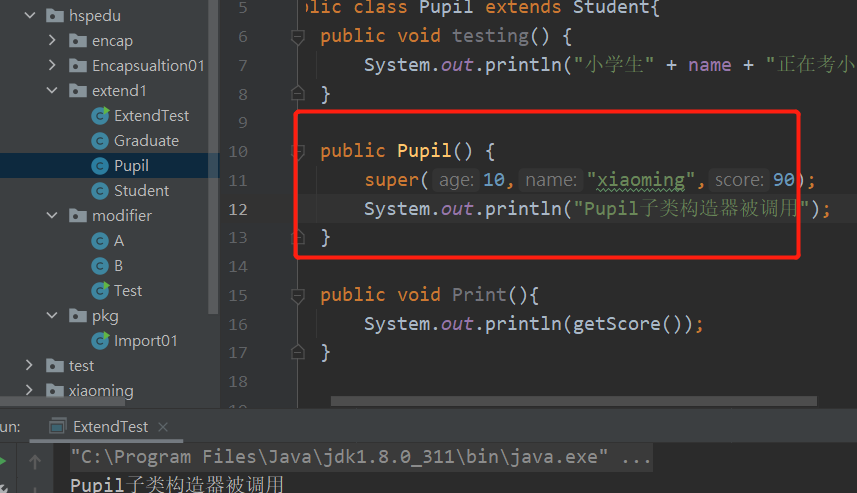 hspedu
encap
Encapsualtion01
extend1
ExtendTest
Graduate
Pupil
Student
modifier
A
B
Test
pkg
Import01
test
xiaoming
5 lic class Pupil extends Student{
6 public void testing() {
7 System.out.println("小学生" + name + "正在考小
8 }
9
10 public Pupil() {
11 super( age: 10, name: "xiaoming", score: 90);
12 System.out.println("Pupil子类构造器被调用");
13 }
14
15 public void Print(){
16 System.out.println(getScore());
17 }
18
un: ExtendTest ×
"C:\Program Files\Java\jdk1.8.0_311\bin\java.exe" ...
Pupil子类构造器被调用